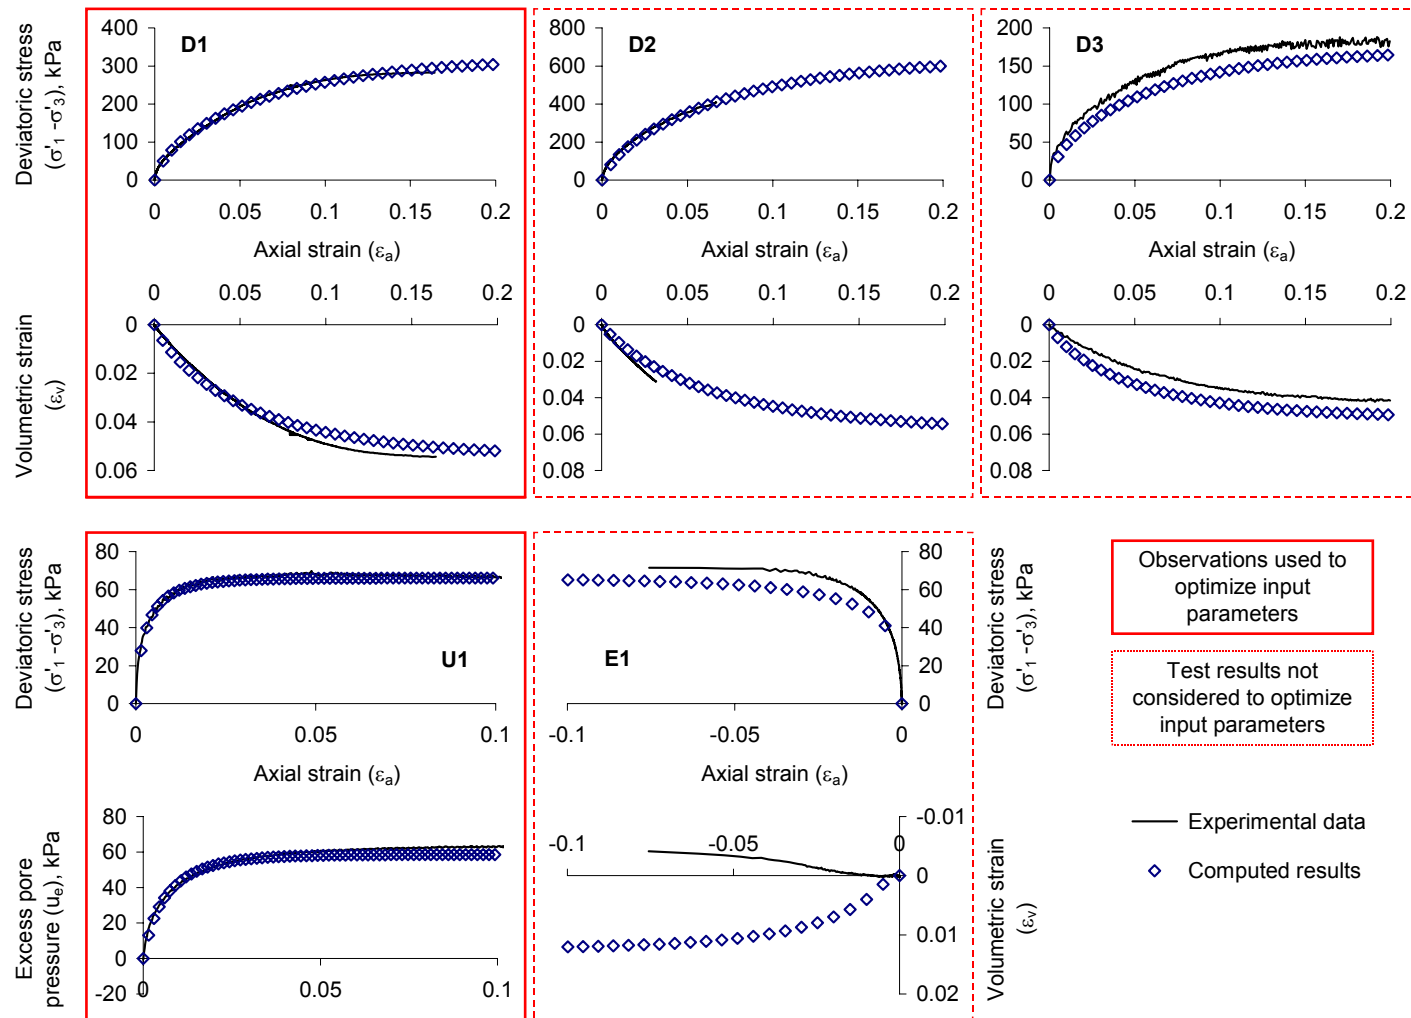 D1
Deviatoric stress
(σ'1 -σ'3), kPa
400
300
200
100
0
0 0.05 0.1 0.15 0.2
Axial strain (εa)
D2
800
600
400
200
0
0 0.05 0.1 0.15 0.2
Axial strain (εa)
D3
200
150
100
50
0
0 0.05 0.1 0.15 0.2
Axial strain (εa)
Volumetric strain
(εv)
0 0.05 0.1 0.15 0.2
0
0.02
0.04
0.06
0 0.05 0.1 0.15 0.2
0
0.02
0.04
0.06
0.08
0 0.05 0.1 0.15 0.2
0
0.02
0.04
0.06
0.08
Deviatoric stress
(σ'1 -σ'3), kPa
80
60
40
20
0
U1
0 0.05 0.1
Axial strain (εa)
E1
80
60
40
20
0
-0.1 -0.05 0
Axial strain (εa)
Deviatoric stress
(σ'1 -σ'3), kPa
Observations used to
optimize input
parameters
Test results not
considered to optimize
input parameters
Excess pore
pressure (ue), kPa
80
60
40
20
0
-20
0 0.05 0.1
-0.1 -0.05 0
-0.01
0
0.01
0.02
Volumetric strain
(εv)
Experimental data
Computed results